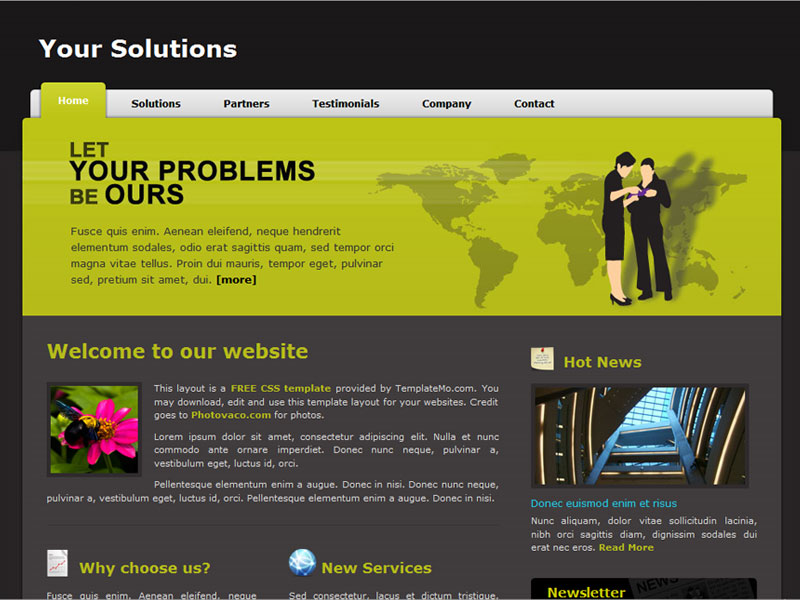 Your Solutions
Home Solutions Partners Testimonials Company Contact
LET
YOUR PROBLEMS
BE OURS
Fusce quis enim. Aenean eleifend, neque hendrerit
elementum sodales, odio erat sagittis quam, sed tempor orci
magna vitae tellus. Proin dui mauris, tempor eget, pulvinar
sed, pretium sit amet, dui. [more]
Welcome to our website
This layout is a FREE CSS template provided by TemplateMo.com. You
may download, edit and use this template layout for your websites. Credit
goes to Photovaco.com for photos.
Lorem ipsum dolor sit amet, consectetur adipiscing elit. Nulla et nunc
commodo ante ornare imperdiet. Donec nunc neque, pulvinar a,
vestibulum eget, luctus id, orci.
Pellentesque elementum enim a augue. Donec in nisi. Donec nunc neque,
pulvinar a, vestibulum eget, luctus id, orci. Pellentesque elementum enim a augue. Donec in nisi.
Why choose us?
Fusce quis enim. Aenean eleifend, neque
New Services
Sed consectetur, lacus et dictum tristique,
Hot News
Donec euismod enim et risus
Nunc aliquam, dolor vitae sollicitudin lacinia,
nibh orci sagittis diam, dignissim sodales dui
erat nec eros. Read More
Newsletter
NEWS